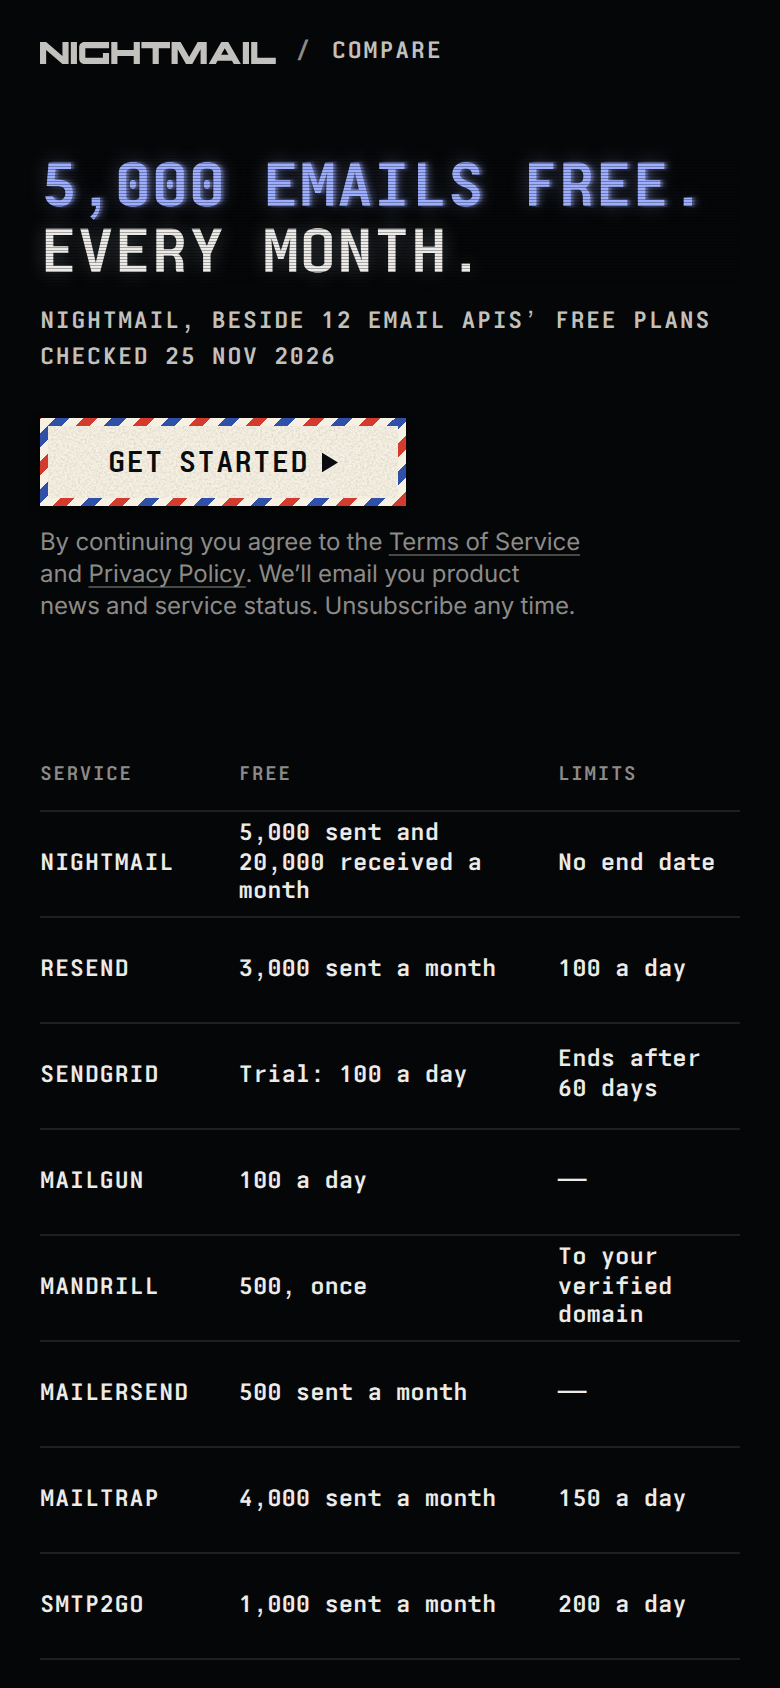 NIGHTMAIL / COMPARE
5,000 EMAILS FREE.
EVERY MONTH.
NIGHTMAIL, BESIDE 12 EMAIL APIS’ FREE PLANS
CHECKED 25 NOV 2026
GET STARTED ▶
By continuing you agree to the Terms of Service
and Privacy Policy. We’ll email you product
news and service status. Unsubscribe any time.
SERVICE FREE LIMITS
NIGHTMAIL 5,000 sent and 20,000 received a month No end date
RESEND 3,000 sent a month 100 a day
SENDGRID Trial: 100 a day Ends after 60 days
MAILGUN 100 a day —
MANDRILL 500, once To your verified domain
MAILERSEND 500 sent a month —
MAILTRAP 4,000 sent a month 150 a day
SMTP2GO 1,000 sent a month 200 a day